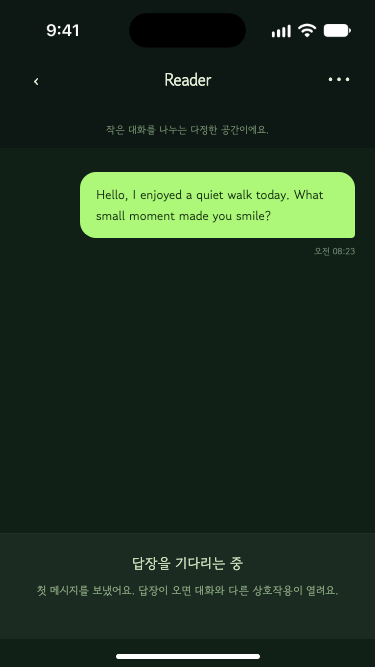 9:41
Reader
작은 대화를 나누는 다정한 공간이에요.
Hello, I enjoyed a quiet walk today. What
small moment made you smile?
오전 08:23
답장을 기다리는 중
첫 메시지를 보냈어요. 답장이 오면 대화와 다른 상호작용이 열려요.